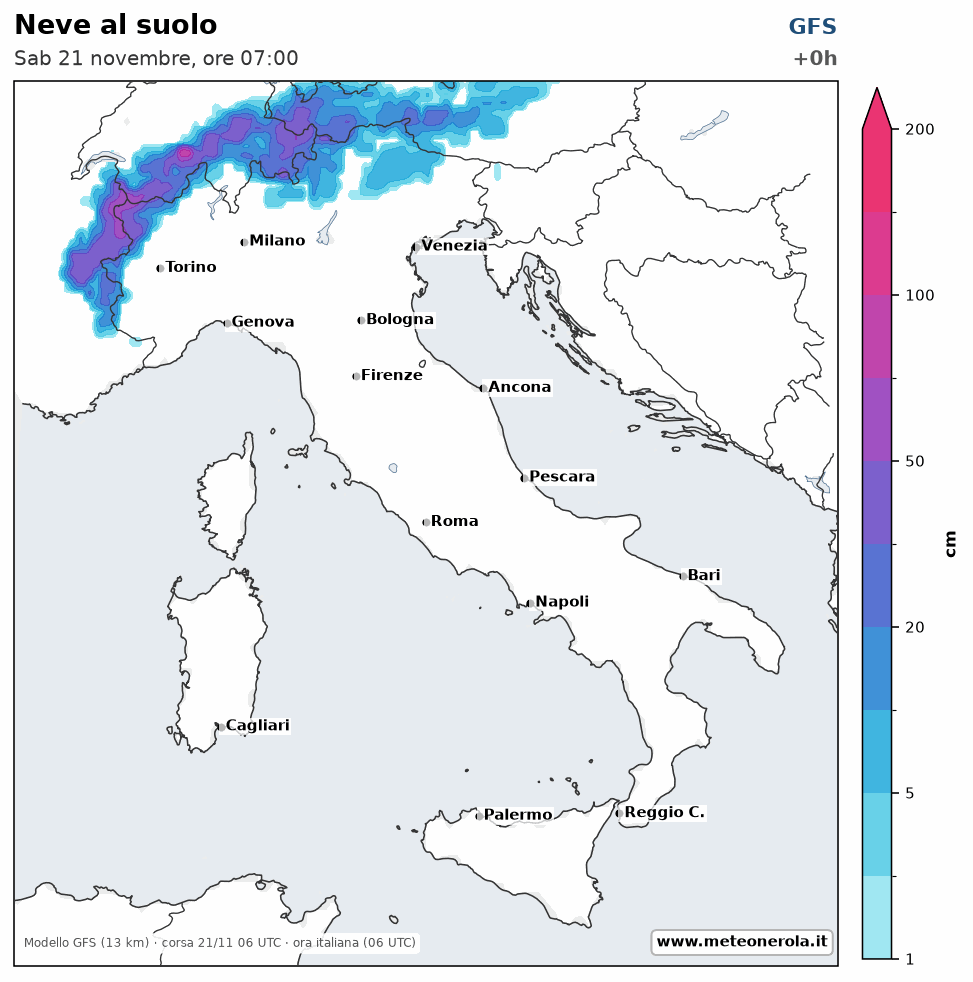 Neve al suolo
GFS
Sab 21 novembre, ore 07:00
+0h
200
Milano
Venezia
Torino
100
Genova
Bologna
Firenze
Ancona
50
Pescara
Roma
cm
Bari
Napoli
20
Cagliari
5
Palermo
Reggio C.
Modello GFS (13 km) · corsa 21/11 06 UTC · ora italiana (06 UTC)
www.meteonerola.it
1